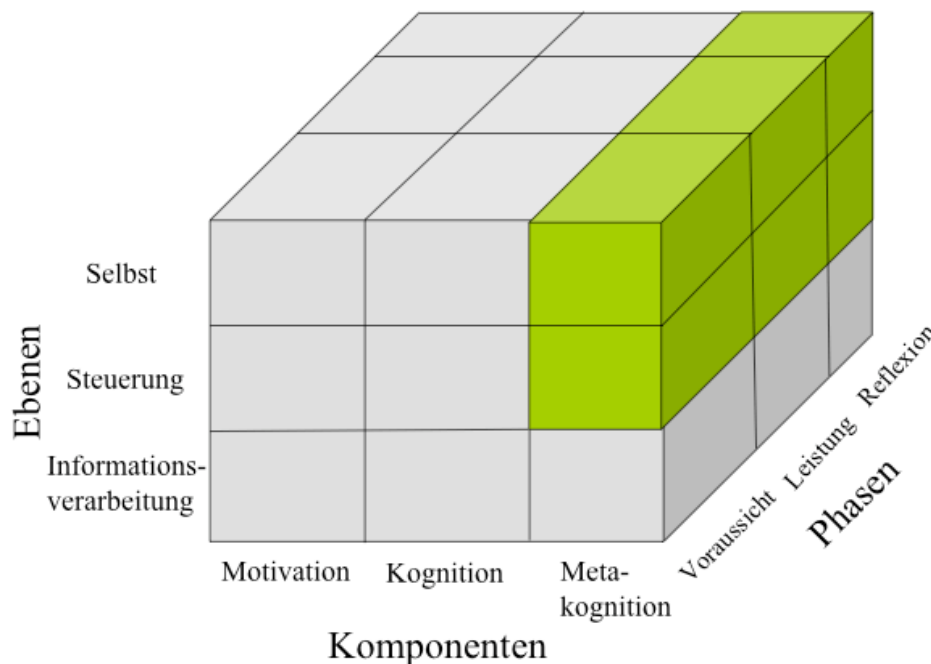 Selbst
Steuerung
Informations-
verarbeitung
Ebenen
Motivation
Kognition
Meta-
kognition
Komponenten
Voraussicht
Leistung
Reflexion
Phasen